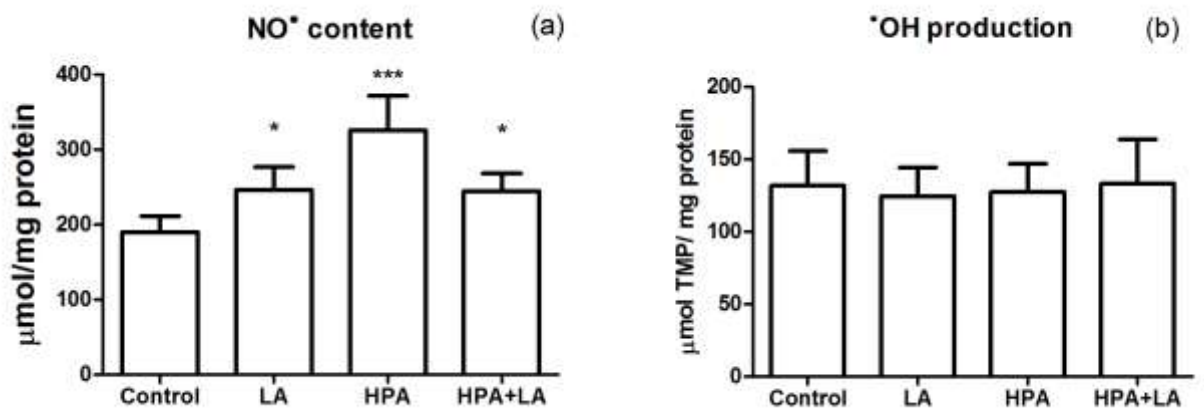 NO• content
(a)
μmol/mg protein
400
300
200
100
0
*
***
*
Control LA HPA HPA+LA
•OH production
(b)
μmol TMP/ mg protein
200
150
100
50
0
Control LA HPA HPA+LA